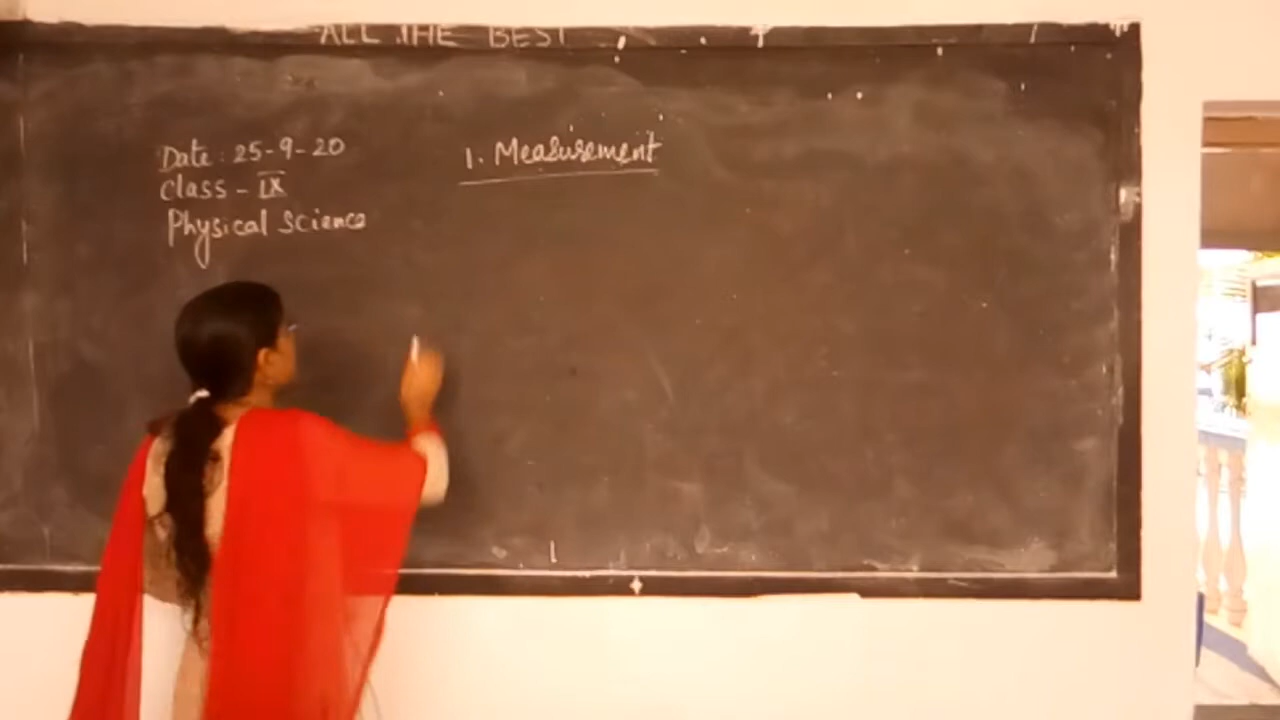 ALL THE BEST
Date : 25-9-20
Class - IX
Physical Science
1. Measurement